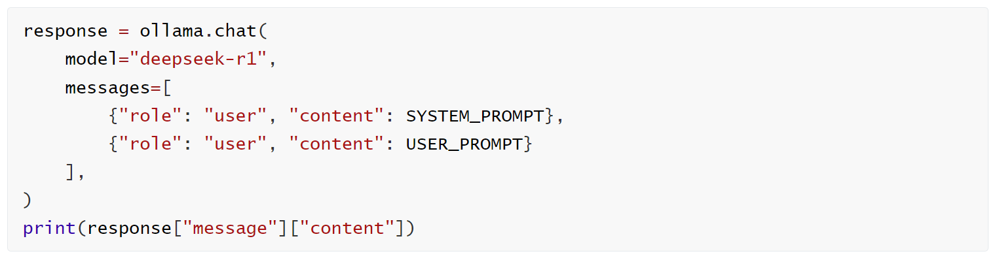 response = ollama.chat(
    model="deepseek-r1",
    messages=[
        {"role": "user", "content": SYSTEM_PROMPT},
        {"role": "user", "content": USER_PROMPT}
    ],
)
print(response["message"]["content"])